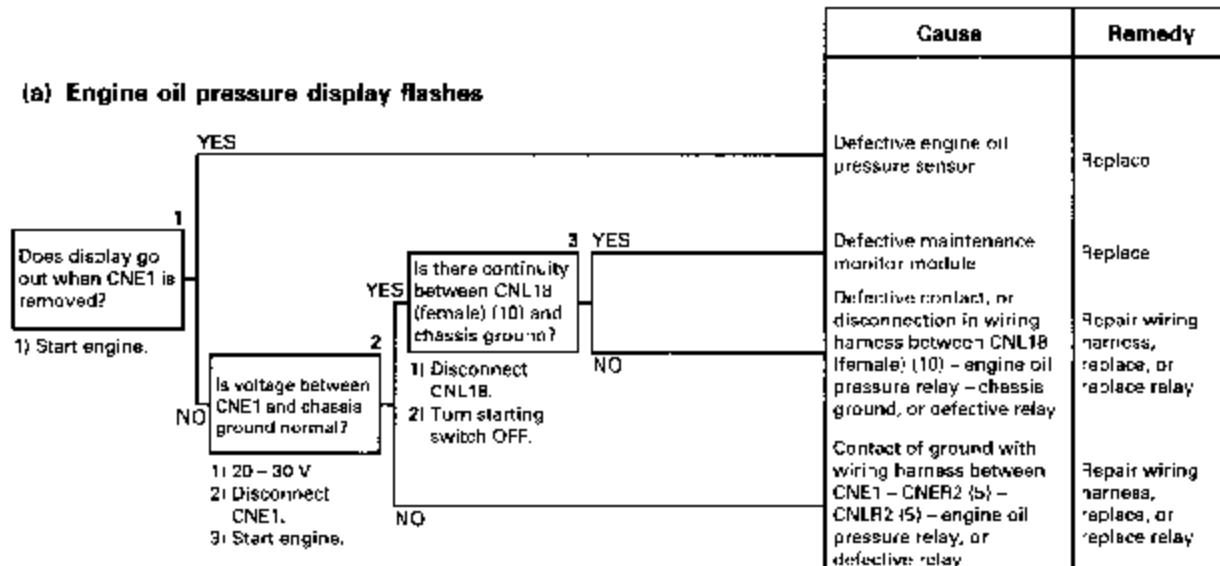 Cause
Remedy
(a) Engine oil pressure display flashes
YES
Defective engine oil
pressure sensor
Replace
1
Does display go
out when CNE1 is
removed?
1) Start engine.
NO
2
Is voltage between
CNE1 and chassis
ground normal?
1) 20 – 30 V
2) Disconnect
CNE1.
3) Start engine.
YES
3
Is there continuity
between CNL18
(female) (10) and
chassis ground?
1) Disconnect
CNL18.
2) Turn starting
switch OFF.
YES
Defective maintenance
monitor module
Replace
NO
Defective contact, or
disconnection in wiring
harness between CNL18
(female) (10) – engine oil
pressure relay – chassis
ground, or defective relay
Repair wiring
harness,
replace, or
replace relay
NO
Contact of ground with
wiring harness between
CNE1 – CNER2 (5) –
CNLR2 (5) – engine oil
pressure relay, or
defective relay
Repair wiring
harness,
replace, or
replace relay